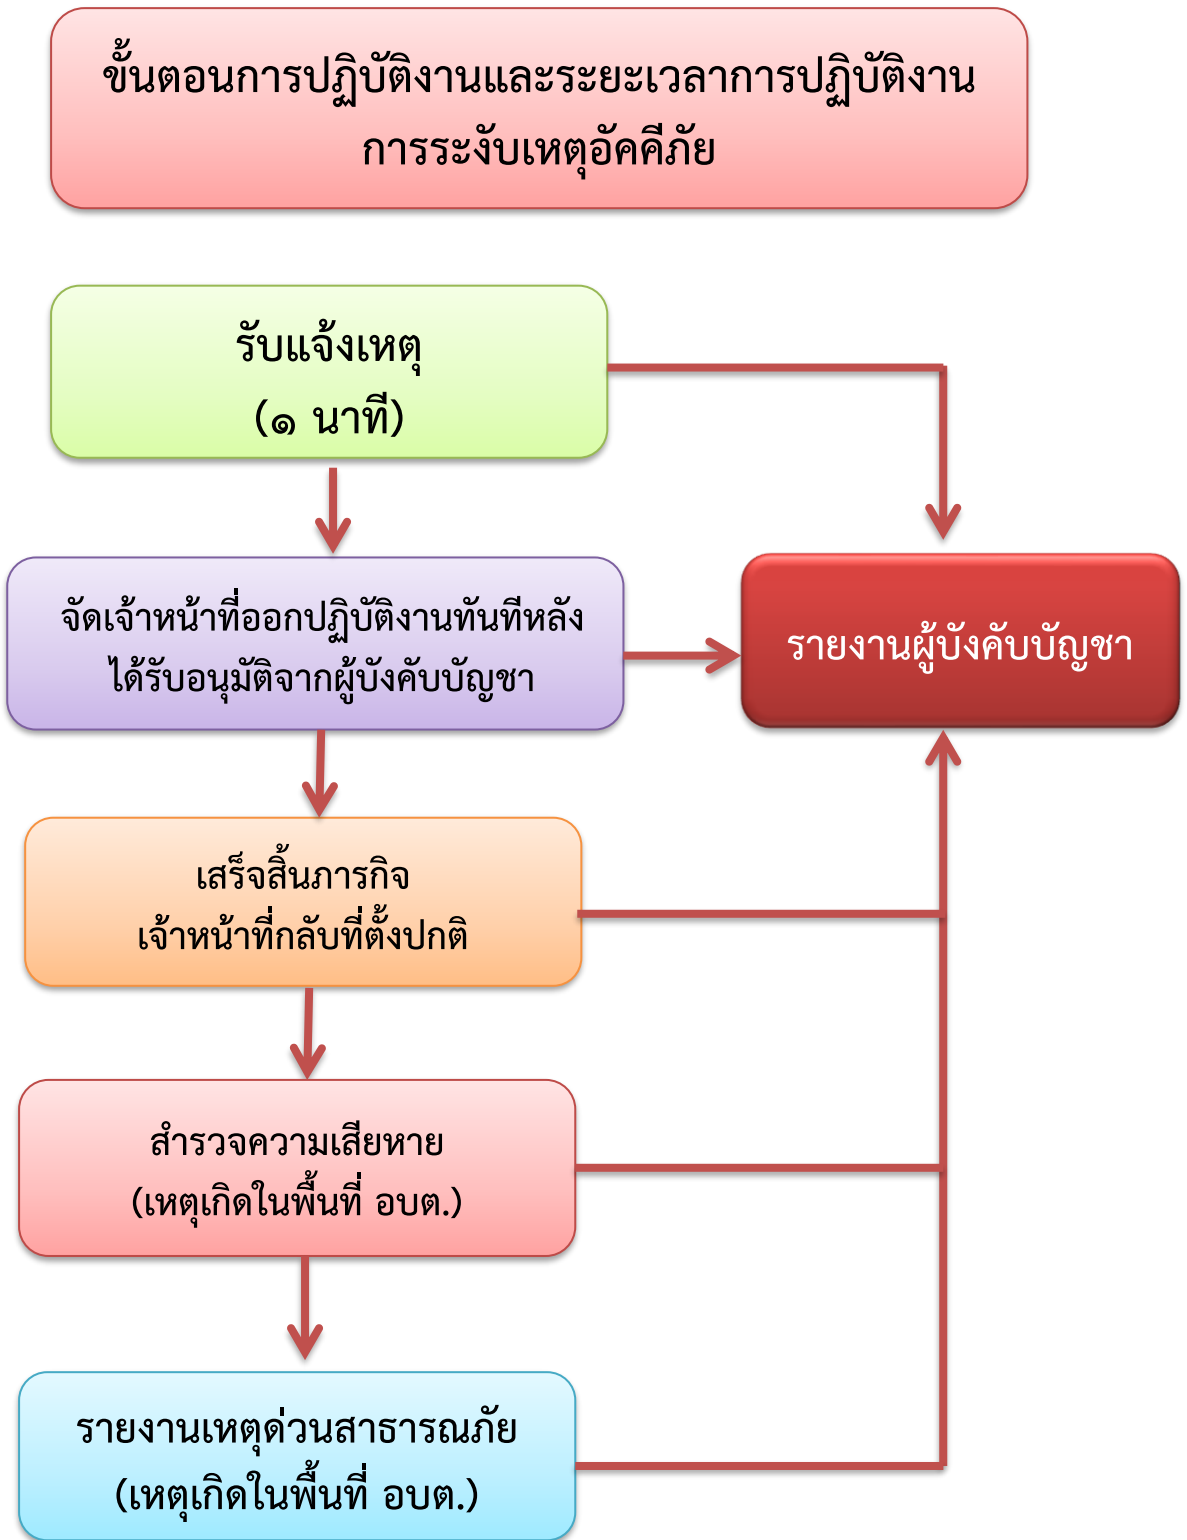 ขั้นตอนการปฏิบัติงานและระยะเวลาการปฏิบัติงาน
การระงับเหตุอัคคีภัย
รับแจ้งเหตุ
(๑ นาที)
จัดเจ้าหน้าที่ออกปฏิบัติงานทันทีหลัง
ได้รับอนุมัติจากผู้บังคับบัญชา
รายงานผู้บังคับบัญชา
เสร็จสิ้นภารกิจ
เจ้าหน้าที่กลับที่ตั้งปกติ
สำรวจความเสียหาย
(เหตุเกิดในพื้นที่ อบต.)
รายงานเหตุด่วนสาธารณภัย
(เหตุเกิดในพื้นที่ อบต.)